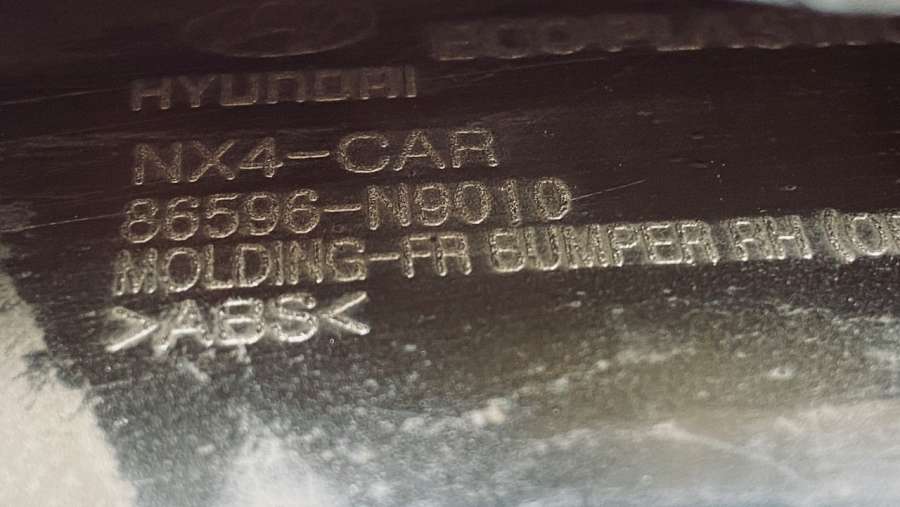 HYUNDAI
NX4-CAR
86596-N9010
MOLDING-FR BUMPER RH
>ABS<